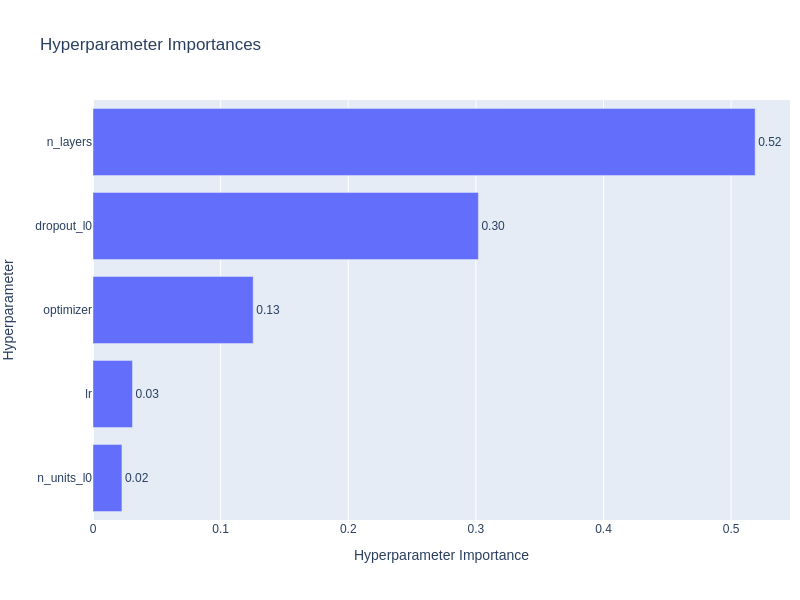 Hyperparameter Importances
n_layers
0.52
dropout_l0
0.30
optimizer
0.13
lr
0.03
n_units_l0
0.02
0
0.1
0.2
0.3
0.4
0.5
Hyperparameter Importance
Hyperparameter